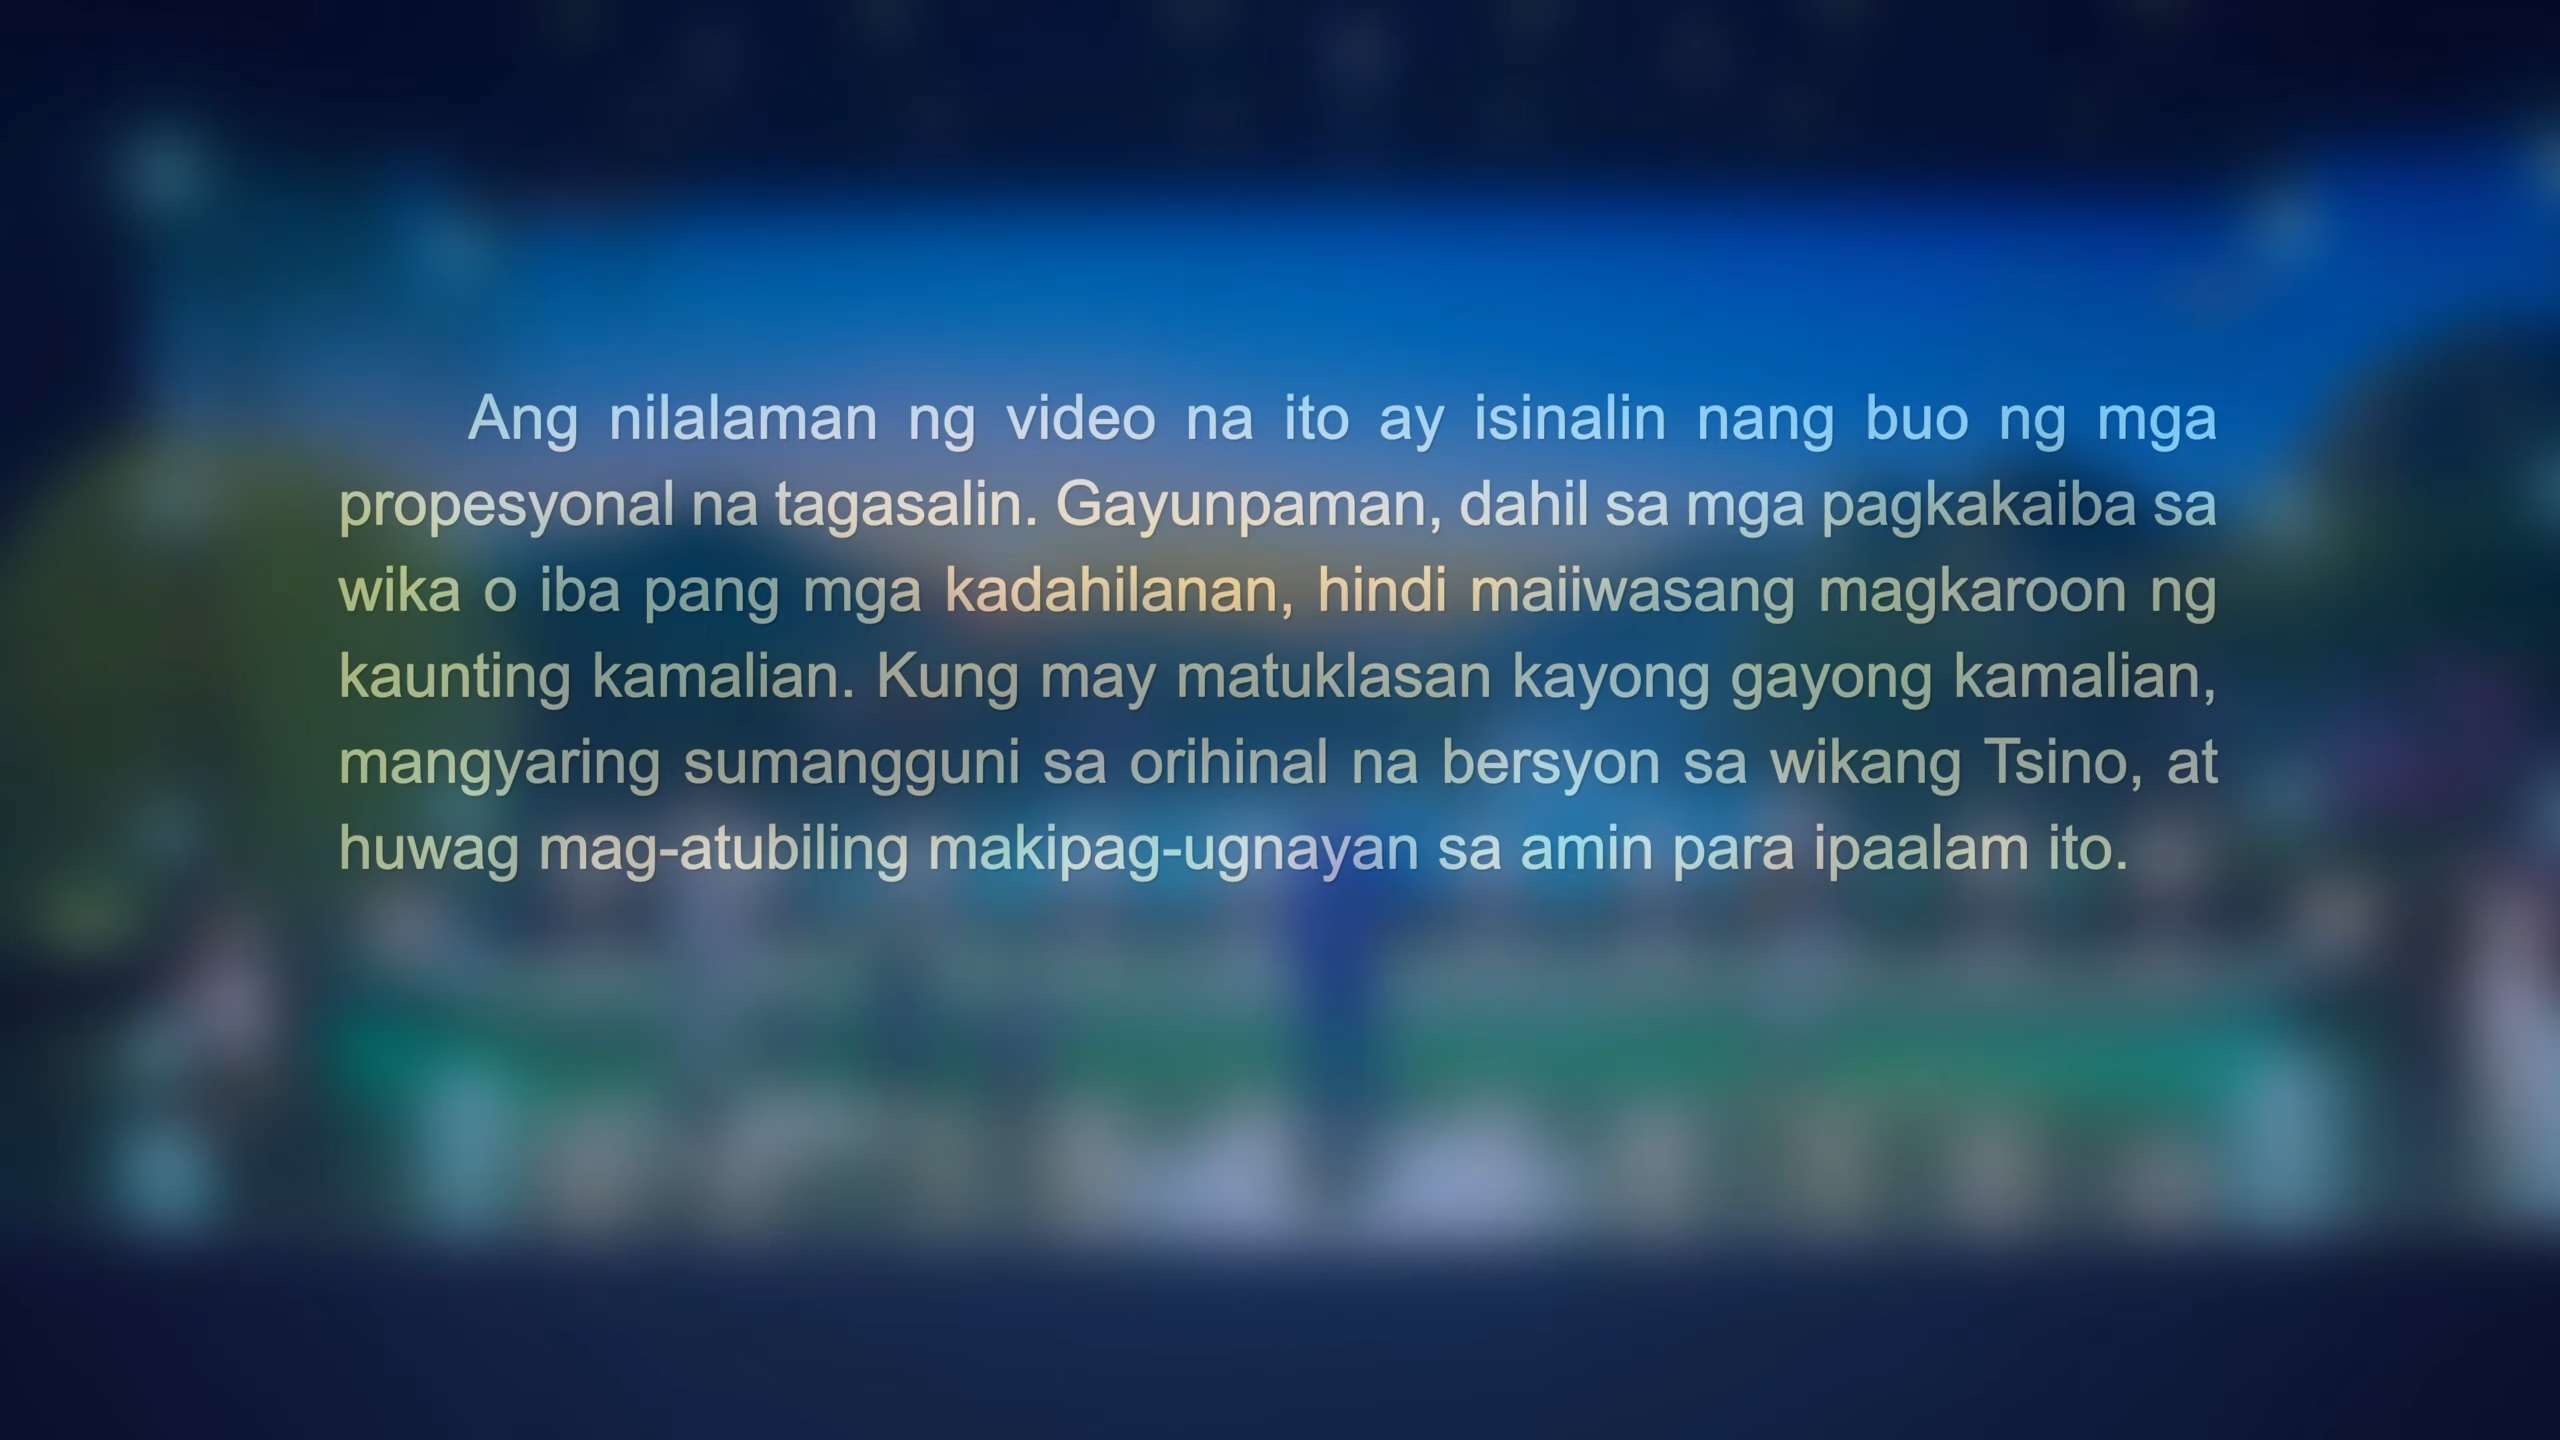 Ang nilalaman ng video na ito ay isinalin nang buo ng mga
propesyonal na tagasalin. Gayunpaman, dahil sa mga pagkakaiba sa
wika o iba pang mga kadahilanan, hindi maiiwasang magkaroon ng
kaunting kamalian. Kung may matuklasan kayong gayong kamalian,
mangyaring sumangguni sa orihinal na bersyon sa wikang Tsino, at
huwag mag-atubiling makipag-ugnayan sa amin para ipaalam ito.